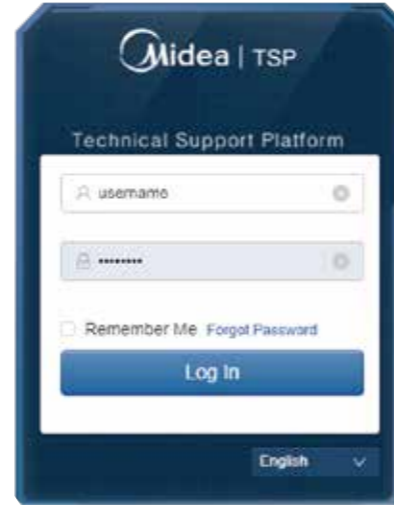 Midea | TSP
Technical Support Platform
username
••••••••
Remember Me Forgot Password
Log In
English